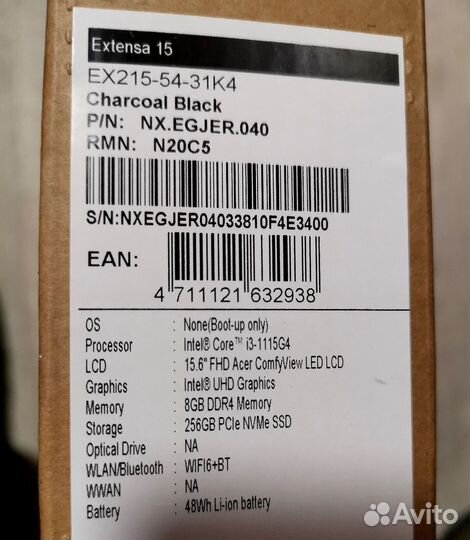 Extensa 15
EX215-54-31K4
Charcoal Black
P/N: NX.EGJER.040
RMN: N20C5
S/N:NXEGJER04033810F4E3400
EAN:
4 711121 632938
OS : None(Boot-up only)
Processor : Intel® Core™ i3-1115G4
LCD : 15.6" FHD Acer ComfyView LED LCD
Graphics : Intel® UHD Graphics
Memory : 8GB DDR4 Memory
Storage : 256GB PCIe NVMe SSD
Optical Drive : NA
WLAN/Bluetooth : WIFI6+BT
WWAN : NA
Battery : 48Wh Li-ion battery
Avito